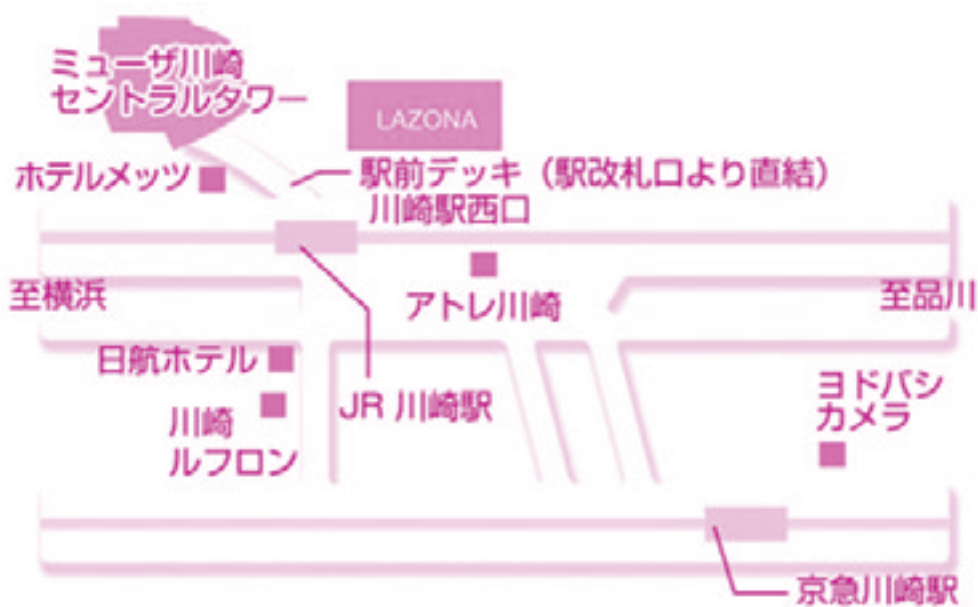 ミューザ川崎
セントラルタワー
LAZONA
ホテルメッツ
駅前デッキ（駅改札口より直結）
川崎駅西口
至横浜
アトレ川崎
至品川
日航ホテル
JR 川崎駅
ヨドバシ
カメラ
川崎
ルフロン
京急川崎駅